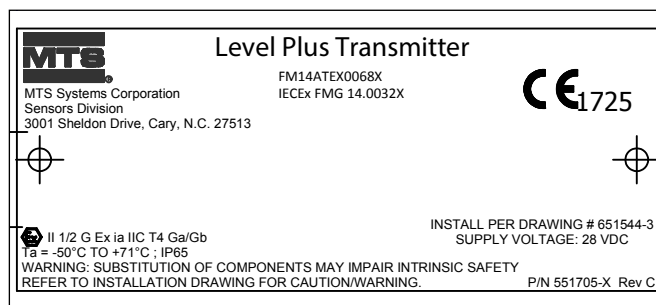 MTS
®
Level Plus Transmitter
FM14ATEX0068X
IECEx FMG 14.0032X
MTS Systems Corporation
Sensors Division
3001 Sheldon Drive, Cary, N.C. 27513
CE 1725
INSTALL PER DRAWING # 651544-3
SUPPLY VOLTAGE: 28 VDC
Ex II 1/2 G Ex ia IIC T4 Ga/Gb
Ta = -50°C TO +71°C ; IP65
WARNING: SUBSTITUTION OF COMPONENTS MAY IMPAIR INTRINSIC SAFETY
REFER TO INSTALLATION DRAWING FOR CAUTION/WARNING.
P/N 551705-X Rev C